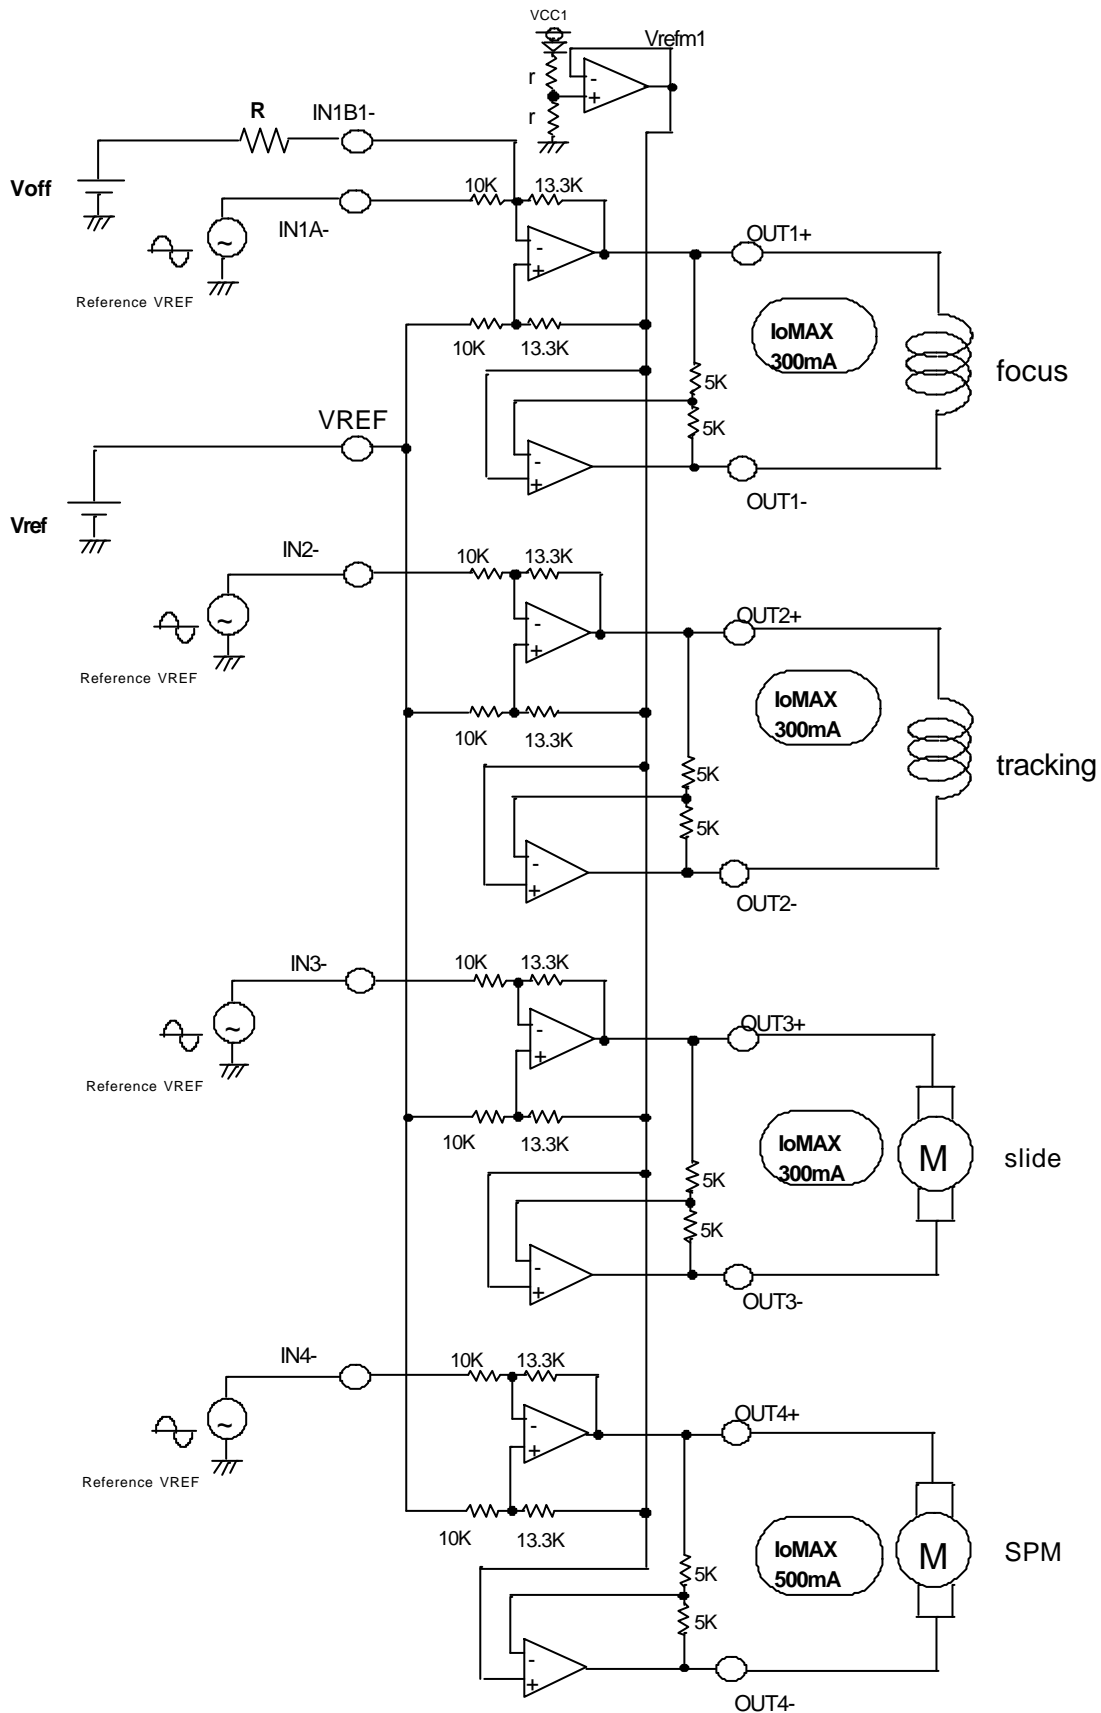 VCC1
Vrefm1
r
-
+
r
R
IN1B1-
Voff
10K
13.3K
IN1A-
~
-
+
OUT1+
Reference VREF
10K
13.3K
IoMAX
300mA
focus
5K
5K
VREF
-
+
OUT1-
Vref
IN2-
10K
13.3K
~
-
+
OUT2+
Reference VREF
10K
13.3K
IoMAX
300mA
tracking
5K
5K
-
+
OUT2-
IN3-
10K
13.3K
~
-
+
OUT3+
Reference VREF
10K
13.3K
IoMAX
300mA
M
slide
5K
5K
-
+
OUT3-
IN4-
10K
13.3K
~
-
+
OUT4+
Reference VREF
10K
13.3K
IoMAX
500mA
M
SPM
5K
5K
-
+
OUT4-